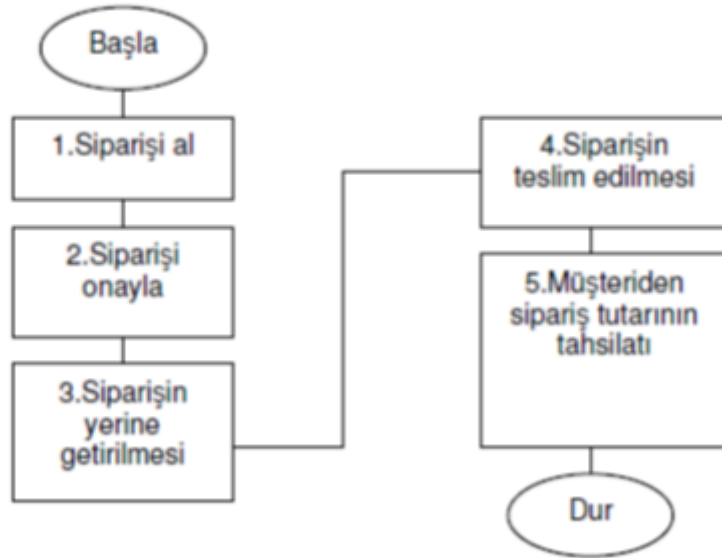 Başla
1.Siparişi al
2.Siparişi
onayla
3.Siparişin
yerine
getirilmesi
4.Siparişin
teslim edilmesi
5.Müşteriden
sipariş tutarının
tahsilatı
Dur